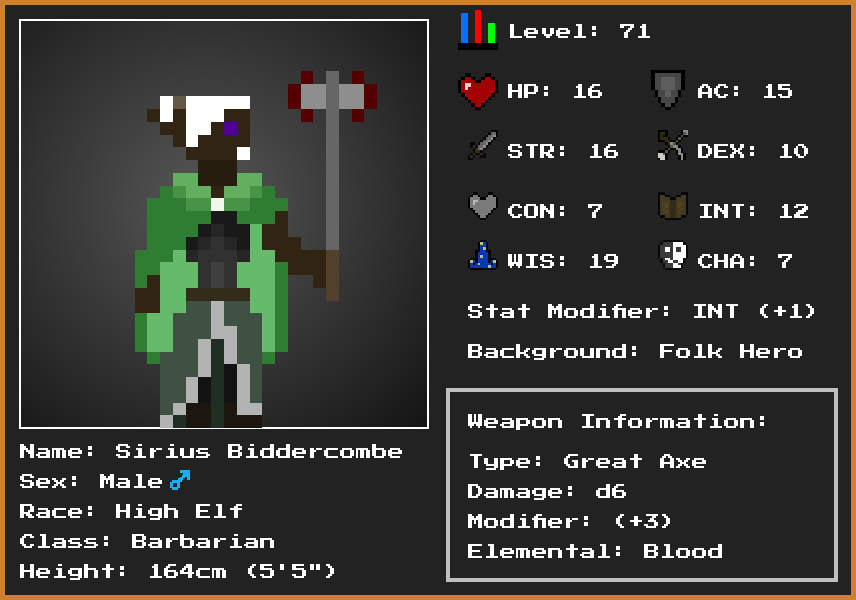 Level: 71
HP: 16
AC: 15
STR: 16
DEX: 10
CON: 7
INT: 12
WIS: 19
CHA: 7
Stat Modifier: INT (+1)
Background: Folk Hero
Weapon Information:
Type: Great Axe
Damage: d6
Modifier: (+3)
Elemental: Blood
Name: Sirius Biddercombe
Sex: Male♂
Race: High Elf
Class: Barbarian
Height: 164cm (5'5")